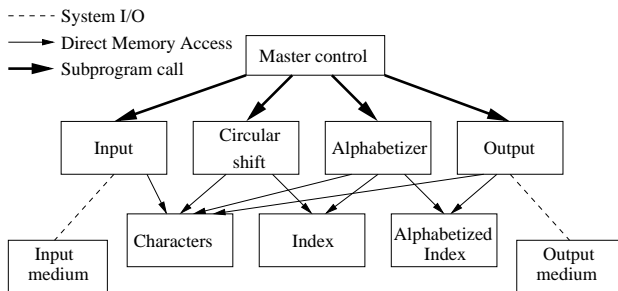 System I/O
Direct Memory Access
Subprogram call
Master control
Input
Circular
shift
Alphabetizer
Output
Characters
Index
Alphabetized
Index
Input
medium
Output
medium